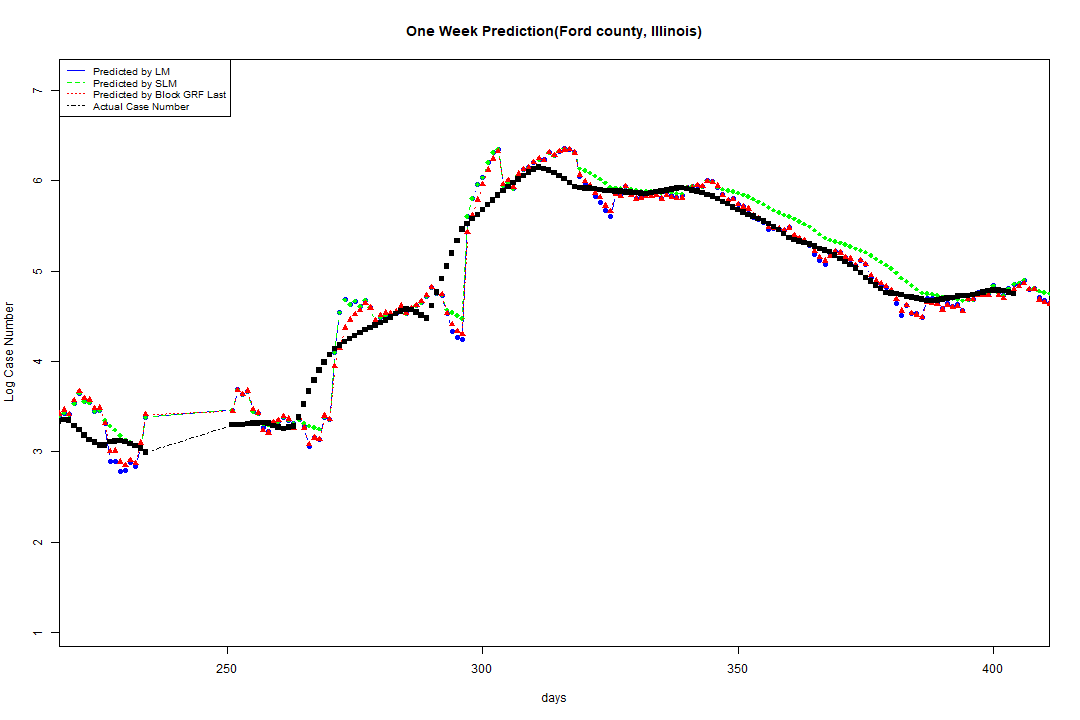 One Week Prediction(Ford county, Illinois)
Predicted by LM
Predicted by SLM
Predicted by Block GRF Last
Actual Case Number
7
6
5
4
3
2
1
Log Case Number
250
300
350
400
days